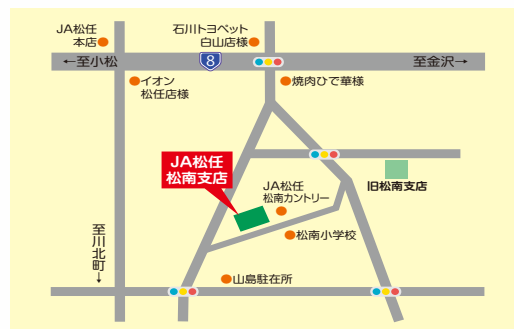 JA松任
本店
石川トヨペット
白山店様
←至小松
8
至金沢→
イオン
松任店様
焼肉ひで華様
JA松任
松南支店
JA松任
松南カントリー
旧松南支店
松南小学校
至川北町→
山島駐在所